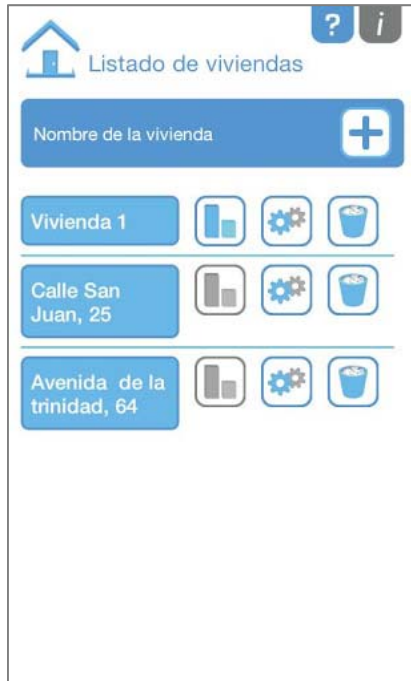 ? i
Listado de viviendas
Nombre de la vivienda
Vivienda 1
Calle San
Juan, 25
Avenida de la
trinidad, 64